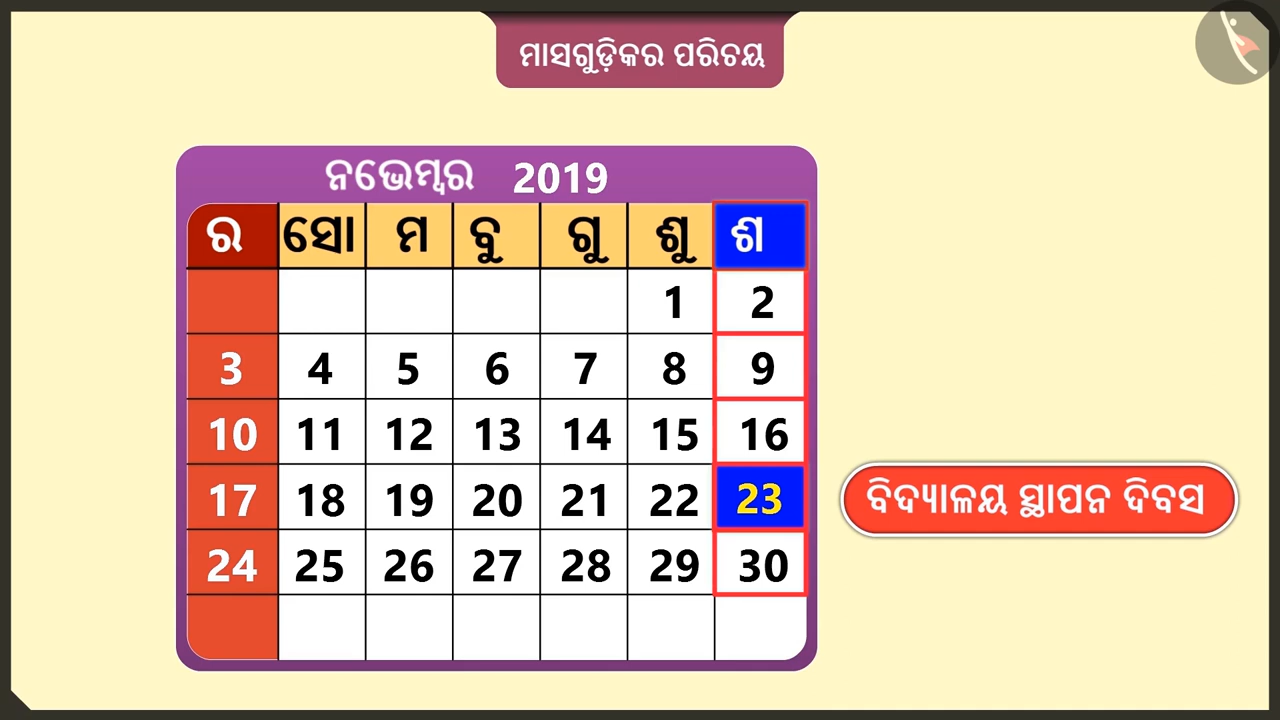 ମାସଗୁଡ଼ିକର ପରିଚୟ
ନଭେମ୍ବର 2019
ର ସୋ ମ ବୁ ଗୁ ଶୁ ଶ
1 2
3 4 5 6 7 8 9
10 11 12 13 14 15 16
17 18 19 20 21 22 23
ବିଦ୍ୟାଳୟ ସ୍ଥାପନ ଦିବସ
24 25 26 27 28 29 30